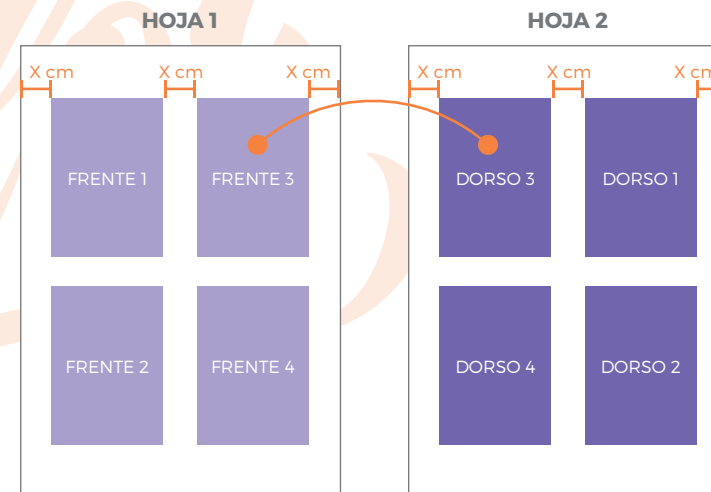 HOJA 1
HOJA 2
X cm X cm X cm
X cm X cm X cm
FRENTE 1 FRENTE 3
DORSO 3 DORSO 1
FRENTE 2 FRENTE 4
DORSO 4 DORSO 2